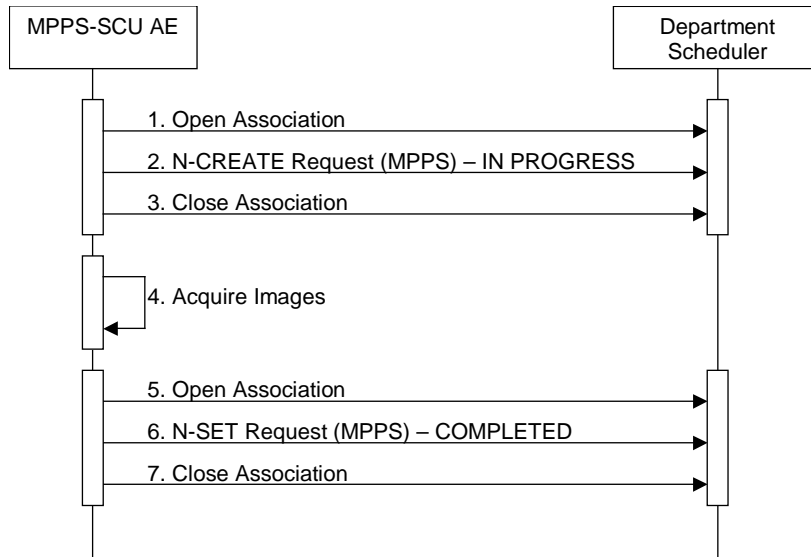 MPPS-SCU AE
Department
Scheduler
1. Open Association
2. N-CREATE Request (MPPS) – IN PROGRESS
3. Close Association
4. Acquire Images
5. Open Association
6. N-SET Request (MPPS) – COMPLETED
7. Close Association